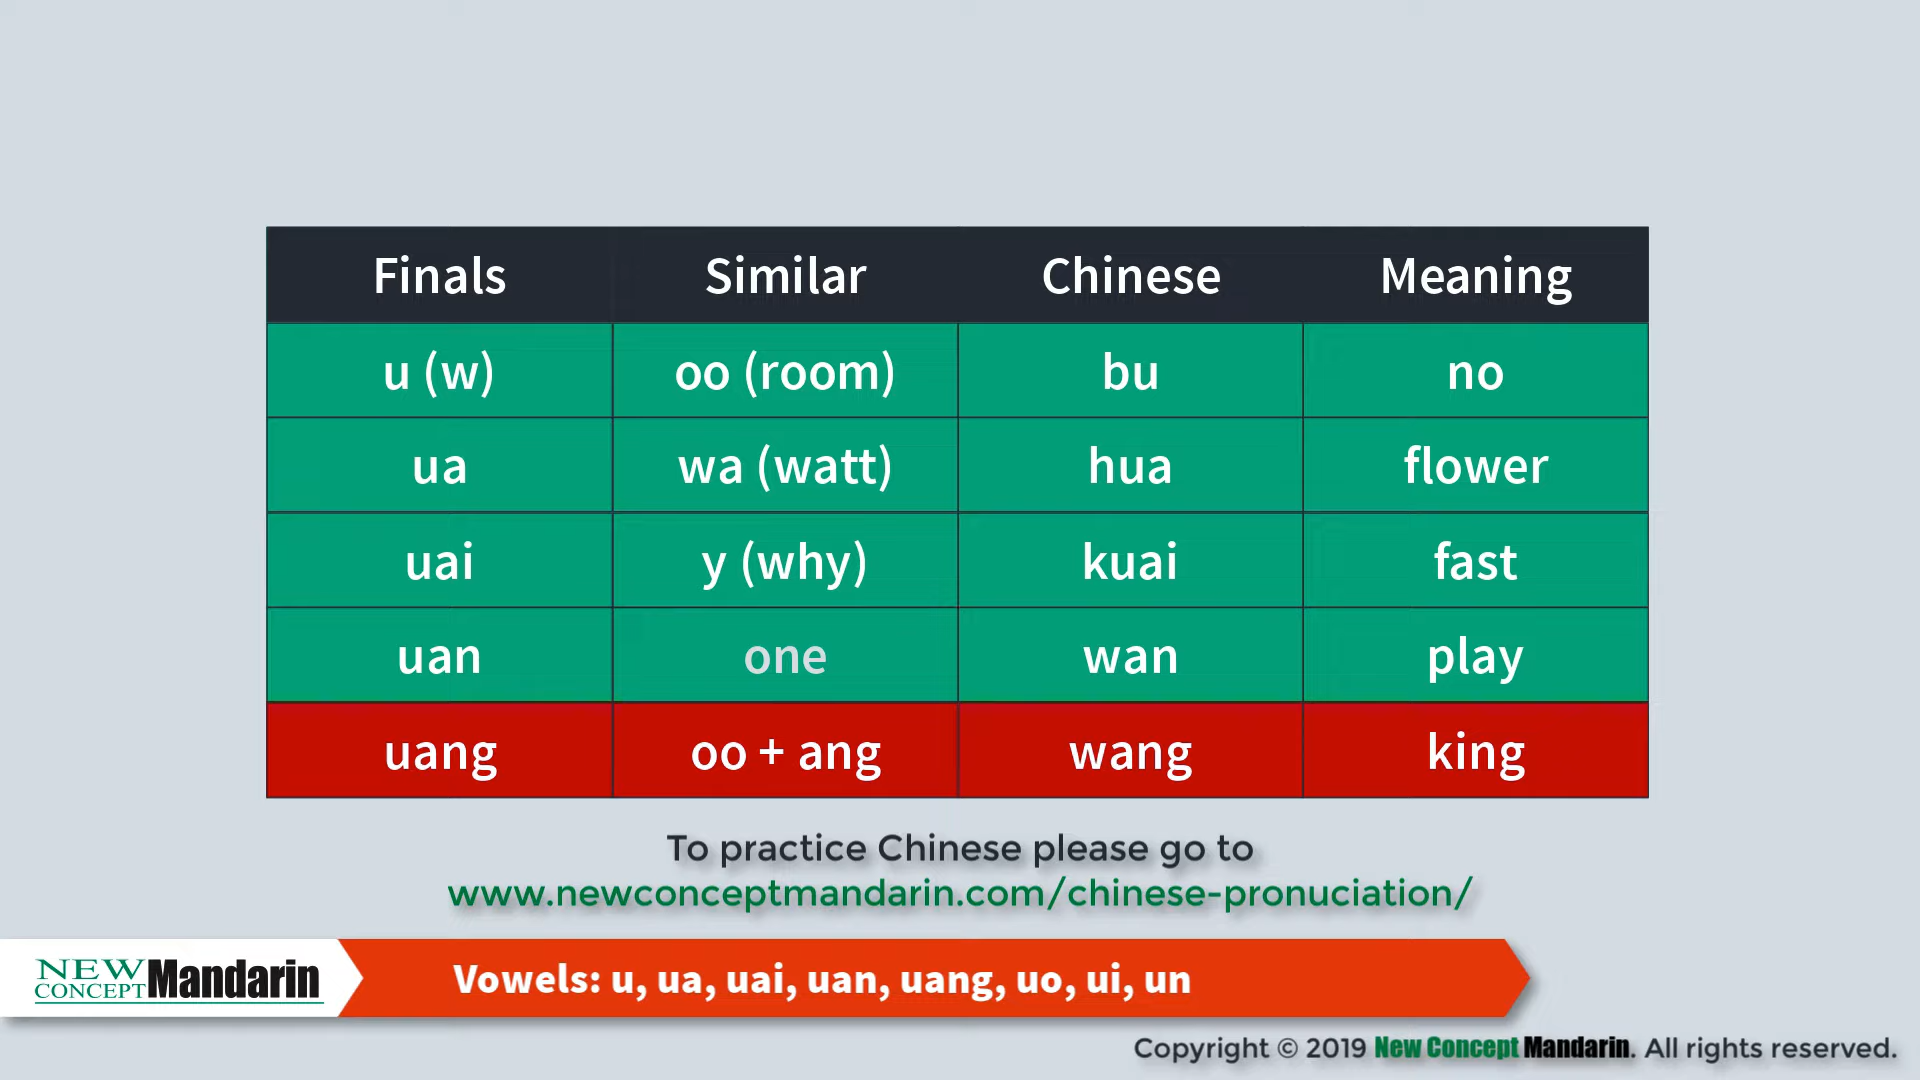 Finals Similar Chinese Meaning
u (w) oo (room) bu no
ua wa (watt) hua flower
uai y (why) kuai fast
uan one wan play
uang oo + ang wang king
To practice Chinese please go to
www.newconceptmandarin.com/chinese-pronuciation/
NEW CONCEPT Mandarin
Vowels: u, ua, uai, uan, uang, uo, ui, un
Copyright © 2019 New Concept Mandarin. All rights reserved.